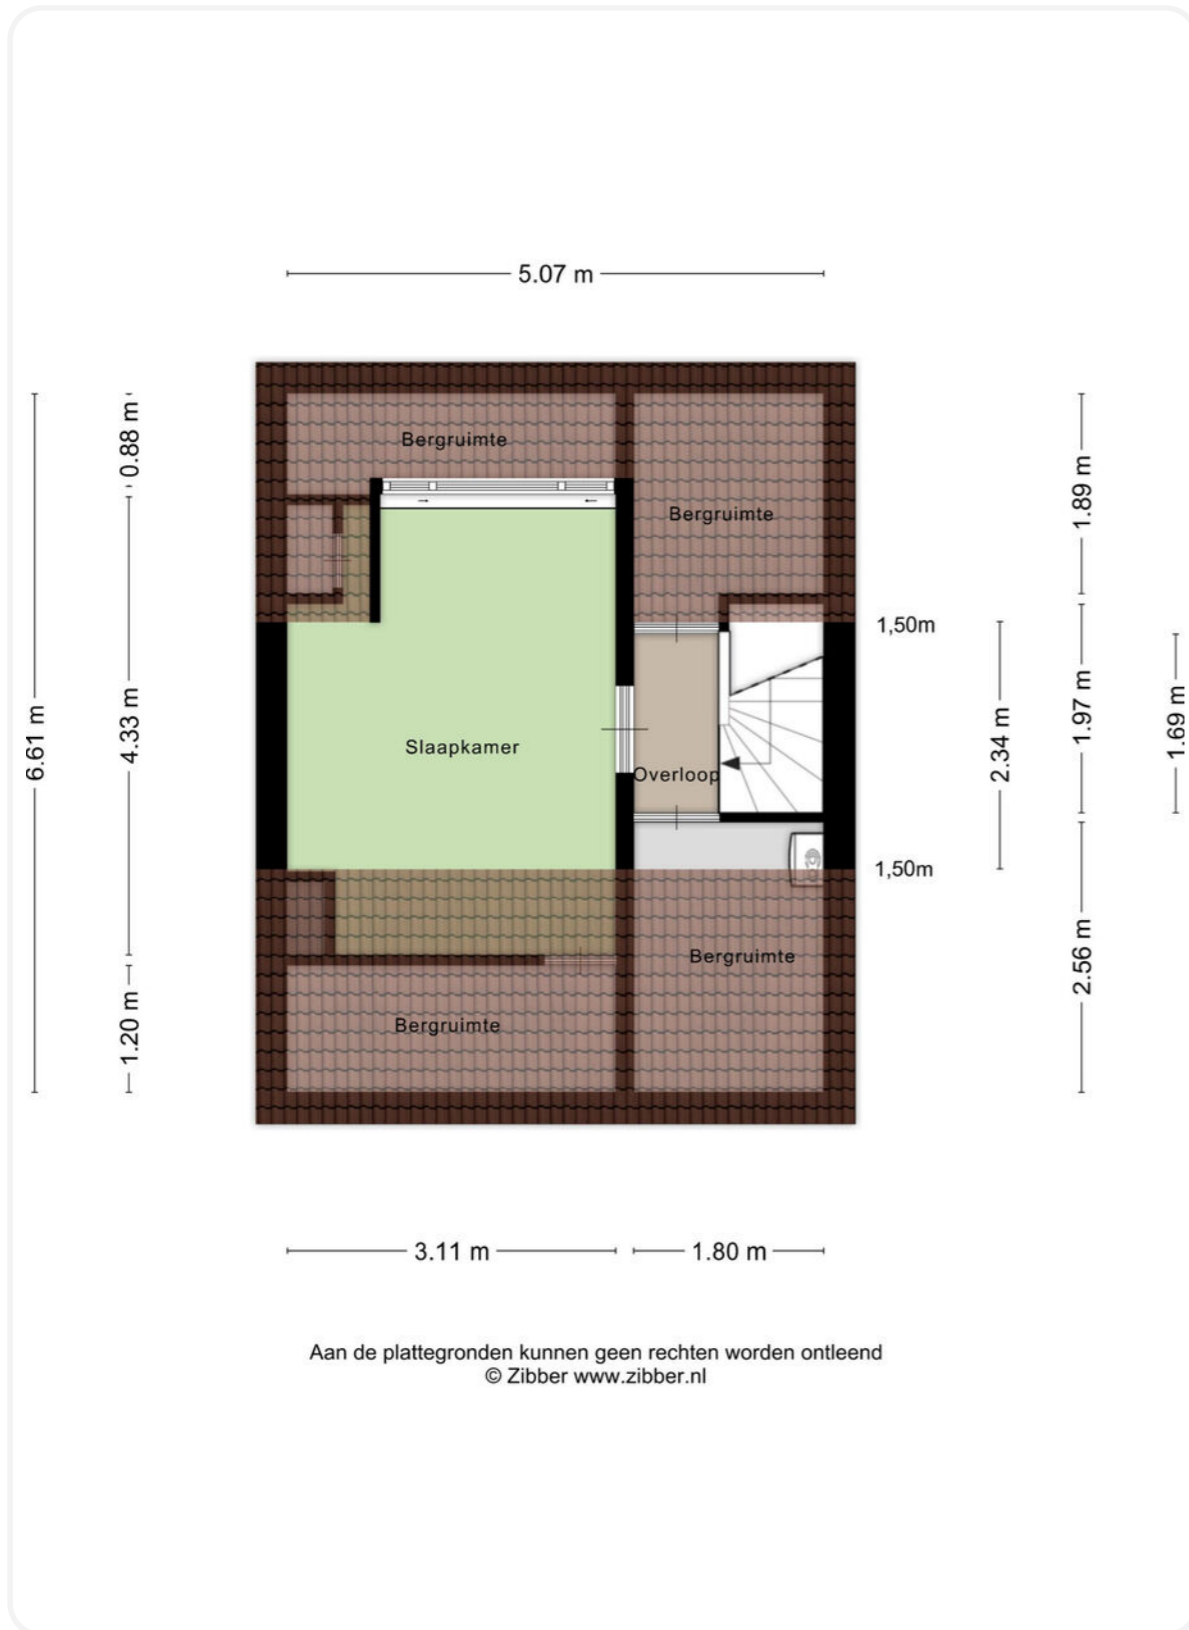 5.07 m
0.88 m
Bergruimte
1.89 m
Bergruimte
1,50m
6.61 m
4.33 m
Slaapkamer
Overloop
2.34 m
1.97 m
1.69 m
1,50m
Bergruimte
2.56 m
1.20 m
Bergruimte
3.11 m
1.80 m
Aan de plattegronden kunnen geen rechten worden ontleend
© Zibber www.zibber.nl